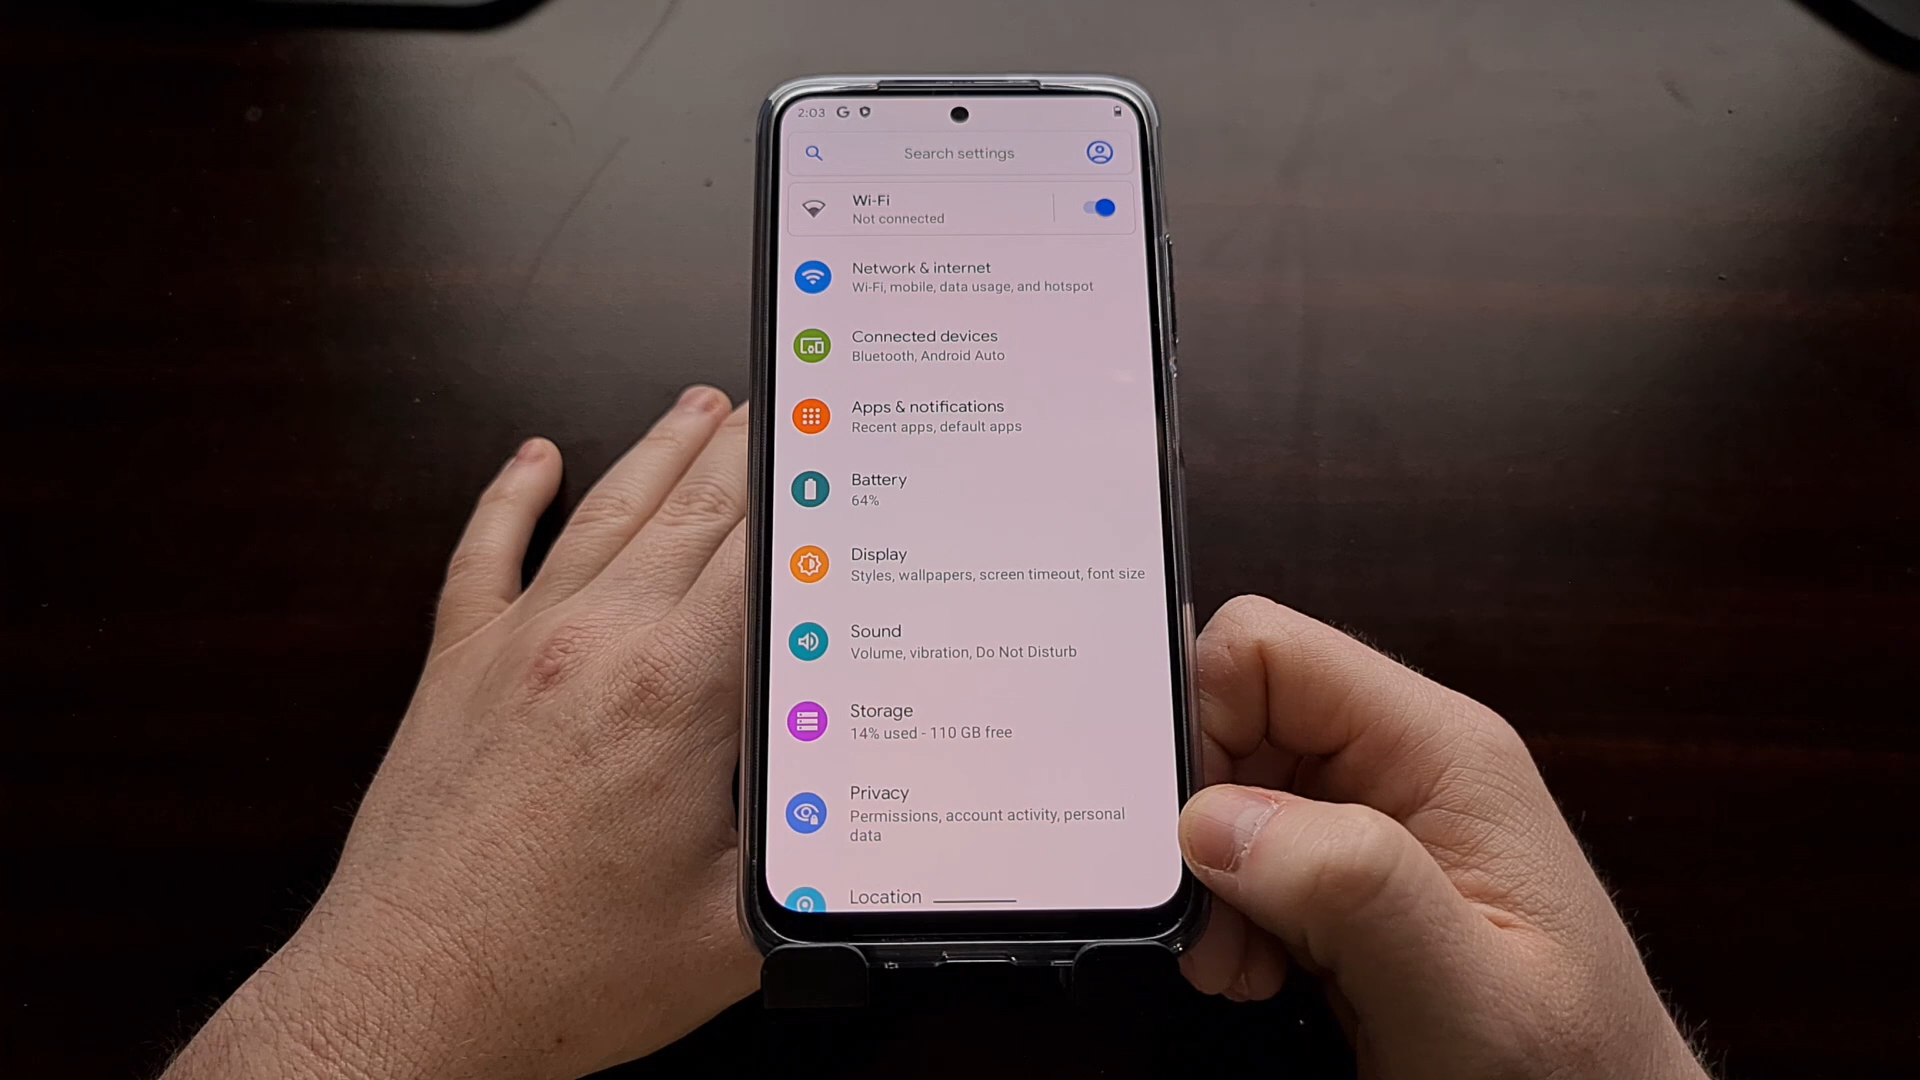 2:03 G
Search settings
Wi-Fi
Not connected
Network & internet
Wi-Fi, mobile, data usage, and hotspot
Connected devices
Bluetooth, Android Auto
Apps & notifications
Recent apps, default apps
Battery
64%
Display
Styles, wallpapers, screen timeout, font size
Sound
Volume, vibration, Do Not Disturb
Storage
14% used - 110 GB free
Privacy
Permissions, account activity, personal
data
Location